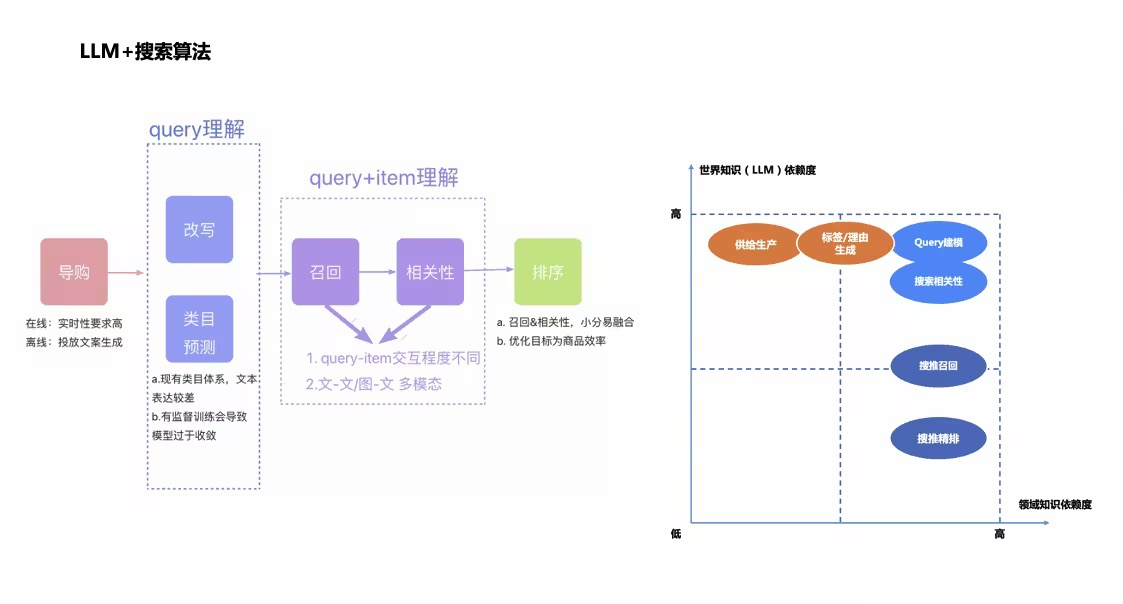 LLM+搜索算法
query理解
改写
类目
预测
a.现有类目体系，文本
表达较差
b.有监督训练会导致
模型过于收敛
导购
在线：实时性要求高
离线：投放文案生成
query+item理解
召回
相关性
1. query-item交互程度不同
2.文-文/图-文 多模态
排序
a. 召回&相关性，小分易融合
b. 优化目标为商品效率
世界知识（LLM）依赖度
高
供给生产
标签/理由
生成
Query建模
搜索相关性
搜推召回
搜推精排
领域知识依赖度
低
高